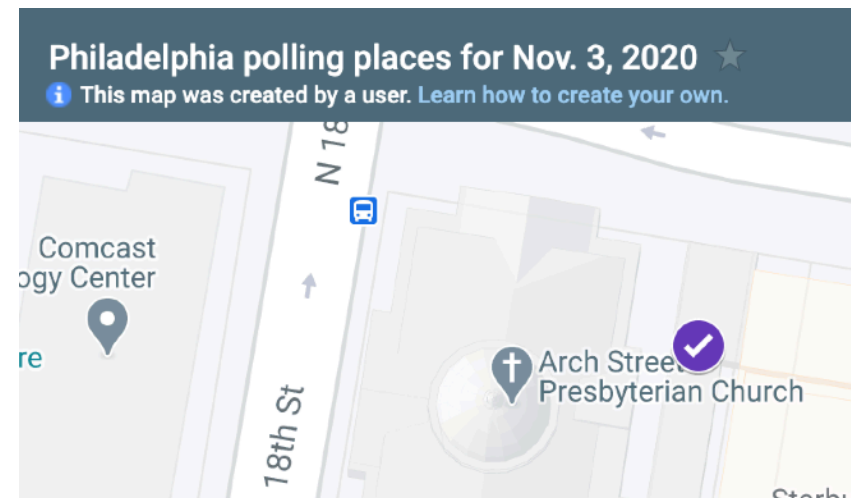 Philadelphia polling places for Nov. 3, 2020
This map was created by a user. Learn how to create your own.
N 18
Comcast
ogy Center
re
Arch Street
Presbyterian Church
18th St